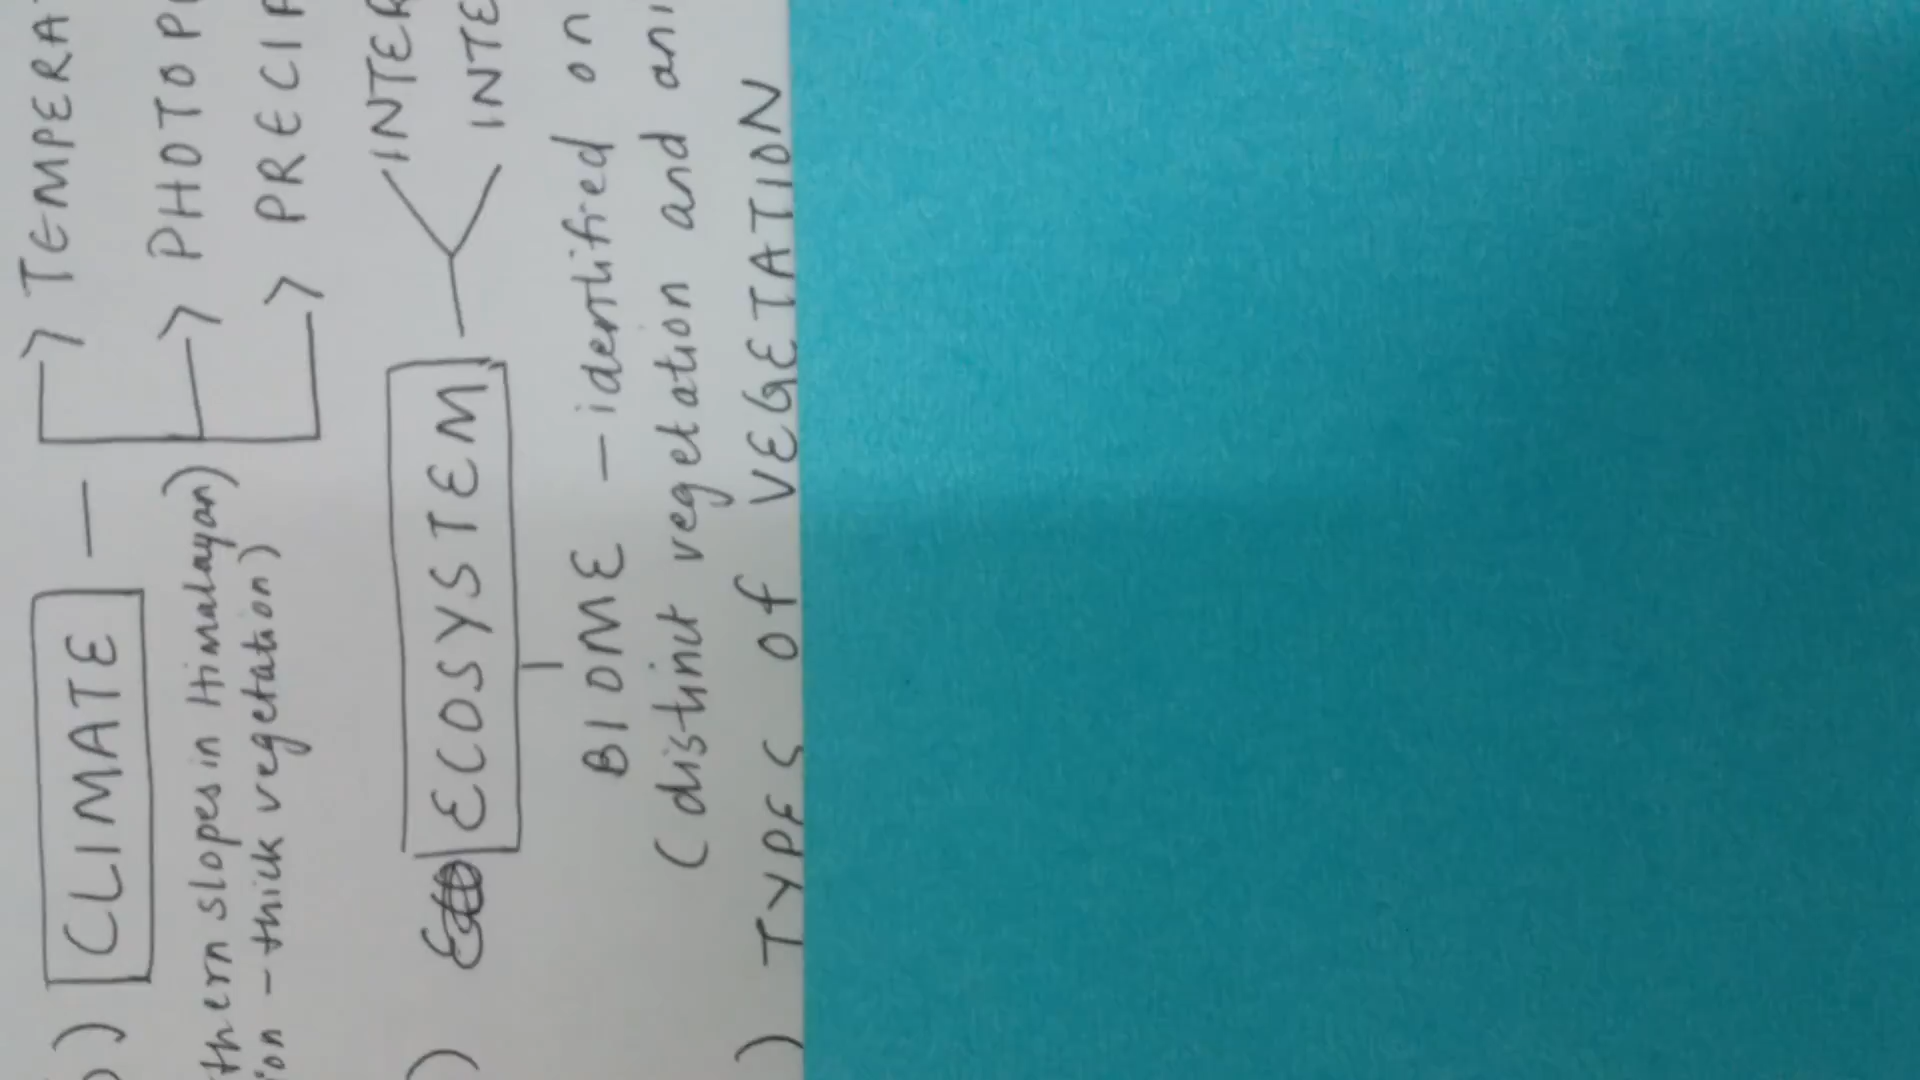 ) CLIMATE — > TEMPERA
> PHOTOP
> PRECIP
thern slopes in Himalayan)
ion - thick vegetation)
) ECOSYSTEM — INTER
INTE
BIOME - identified on
(distinct vegetation and ani
) TYPES Of VEGETATION